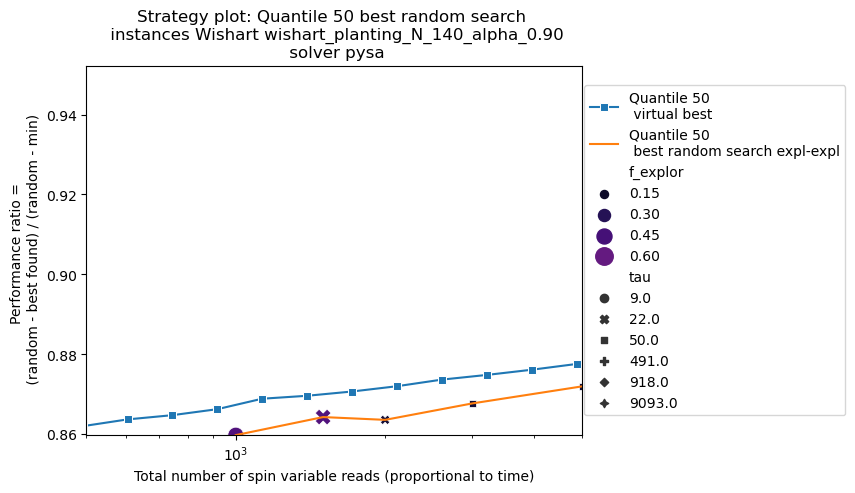 Strategy plot: Quantile 50 best random search
instances Wishart wishart_planting_N_140_alpha_0.90
solver pysa
Performance ratio =
(random - best found) / (random - min)
0.94
0.92
0.90
0.88
0.86
10^3
Total number of spin variable reads (proportional to time)
Quantile 50
virtual best
Quantile 50
best random search expl-expl
f_explor
0.15
0.30
0.45
0.60
tau
9.0
22.0
50.0
491.0
918.0
9093.0